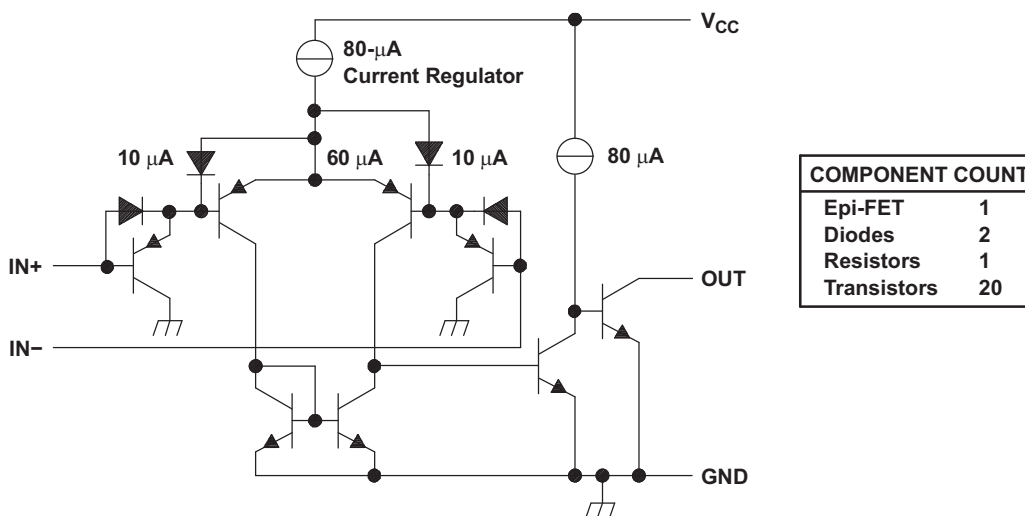 V_CC
80-μA
Current Regulator
10 μA
60 μA
10 μA
80 μA
IN+
OUT
IN−
GND
COMPONENT COUNT
Epi-FET 1
Diodes 2
Resistors 1
Transistors 20